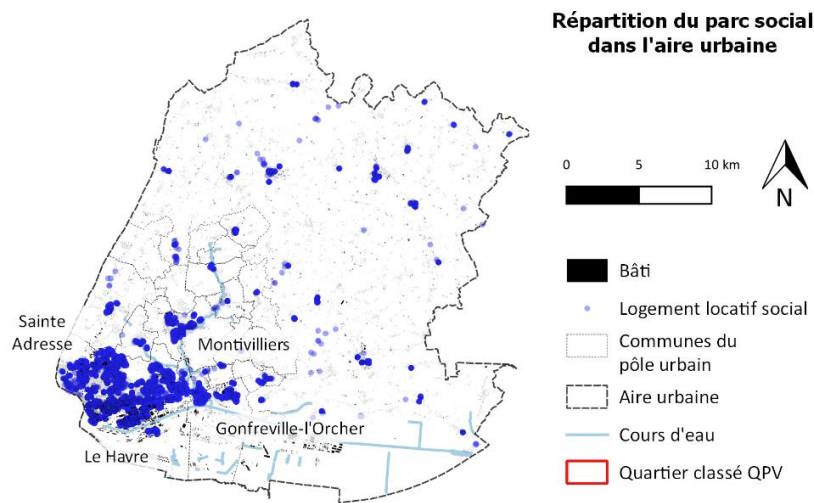 Répartition du parc social
dans l'aire urbaine
0 5 10 km
N
Bâti
Logement locatif social
Communes du
pôle urbain
Aire urbaine
Cours d'eau
Quartier classé QPV
Sainte
Adresse
Montivilliers
Gonfreville-l'Orcher
Le Havre